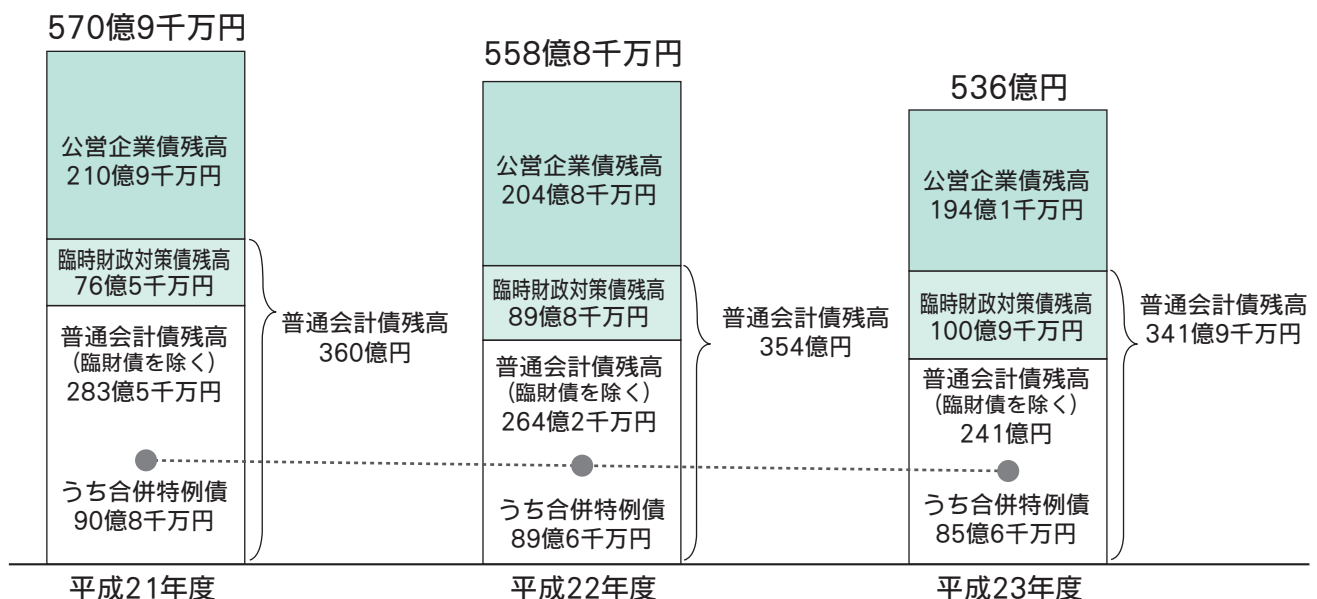 570億9千万円
公営企業債残高
210億9千万円
臨時財政対策債残高
76億5千万円
普通会計債残高
(臨財債を除く)
283億5千万円
うち合併特例債
90億8千万円
普通会計債残高
360億円
平成21年度
558億8千万円
公営企業債残高
204億8千万円
臨時財政対策債残高
89億8千万円
普通会計債残高
(臨財債を除く)
264億2千万円
うち合併特例債
89億6千万円
普通会計債残高
354億円
平成22年度
536億円
公営企業債残高
194億1千万円
臨時財政対策債残高
100億9千万円
普通会計債残高
(臨財債を除く)
241億円
うち合併特例債
85億6千万円
普通会計債残高
341億9千万円
平成23年度